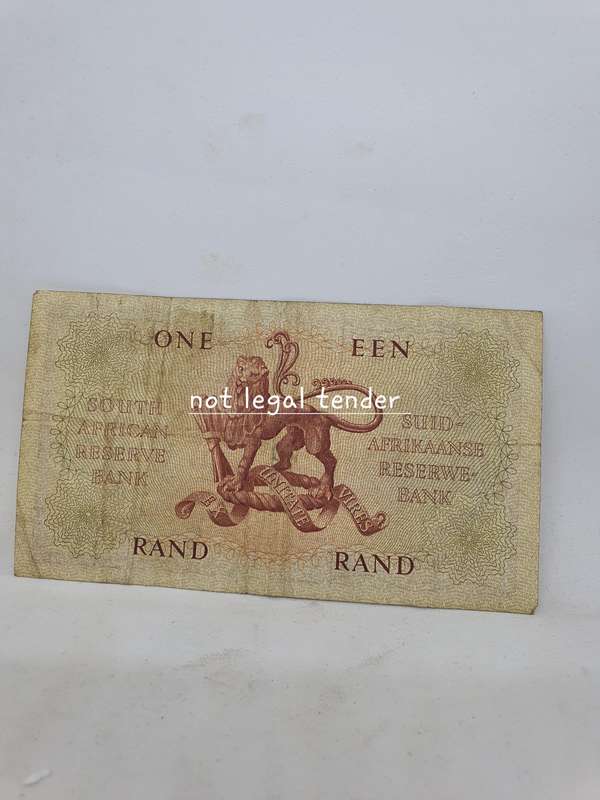 ONE EEN
not legal tender
SOUTH AFRICAN RESERVE BANK
SUID-AFRIKAANSE RESERWE-BANK
EX UNITATE VIRES
RAND RAND